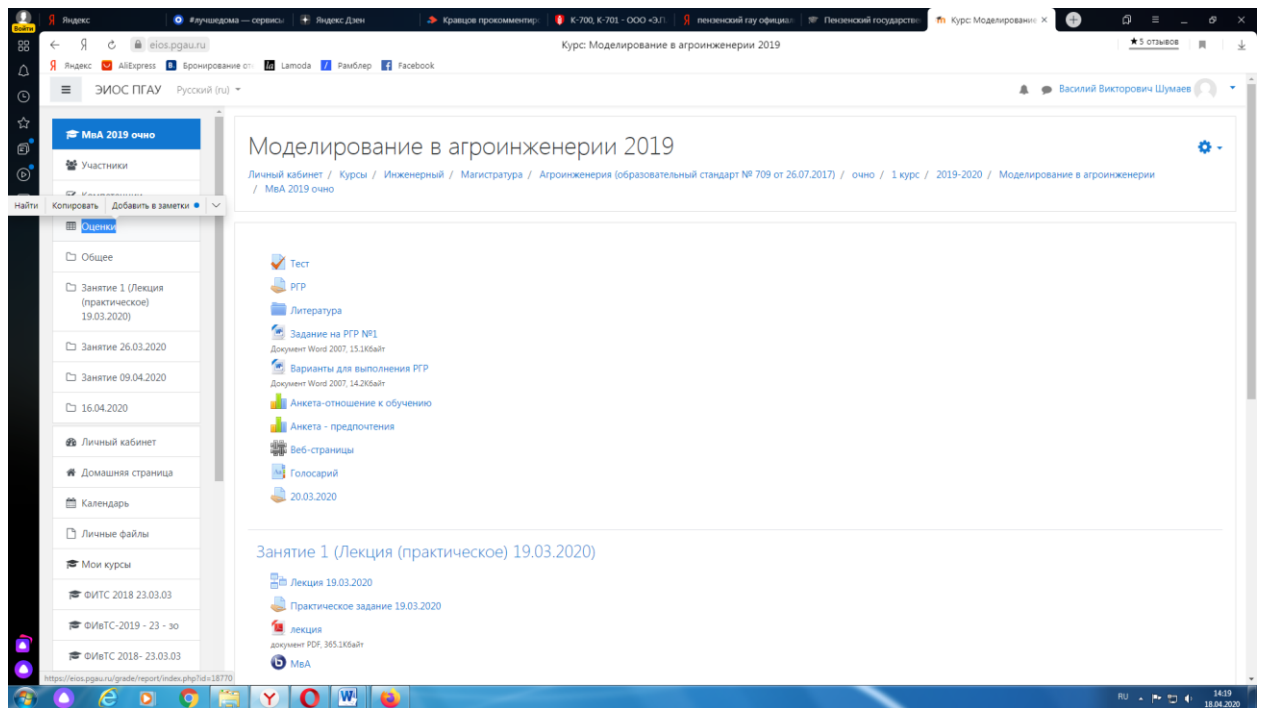 Войти
Яндекс
#лучшедома — сервисы
Яндекс Дзен
Кравцов прокомментир
К-700, К-701 - ООО «Э.П.
пензенский гау официал
Пензенский государстве
Курс: Моделирование
eios.pgau.ru
Курс: Моделирование в агроинженерии 2019
★ 5 отзывов
Яндекс
AliExpress
Бронирование от
Lamoda
Рамблер
Facebook
ЭИОС ПГАУ Русский (ru)
Василий Викторович Шумаев
МвА 2019 очно
Участники
Компетенции
Найти Копировать Добавить в заметки
Оценки
Общее
Занятие 1 (Лекция
(практическое)
19.03.2020)
Занятие 26.03.2020
Занятие 09.04.2020
16.04.2020
Личный кабинет
Домашняя страница
Календарь
Личные файлы
Мои курсы
ФИТС 2018 23.03.03
ФИвТС-2019 - 23 - зо
ФИвТС 2018- 23.03.03
Моделирование в агроинженерии 2019
Личный кабинет / Курсы / Инженерный / Магистратура / Агроинженерия (образовательный стандарт № 709 от 26.07.2017) / очно / 1 курс / 2019-2020 / Моделирование в агроинженерии
/ МвА 2019 очно
Тест
РГР
Литература
Задание на РГР №1
Документ Word 2007, 15.1Кбайт
Варианты для выполнения РГР
Документ Word 2007, 14.2Кбайт
Анкета-отношение к обучению
Анкета - предпочтения
Веб-страницы
Голосарий
20.03.2020
Занятие 1 (Лекция (практическое) 19.03.2020)
Лекция 19.03.2020
Практическое задание 19.03.2020
лекция
документ PDF, 365.1Кбайт
МвА
https://eios.pgau.ru/grade/report/index.php?id=18770
RU
14:19
18.04.2020